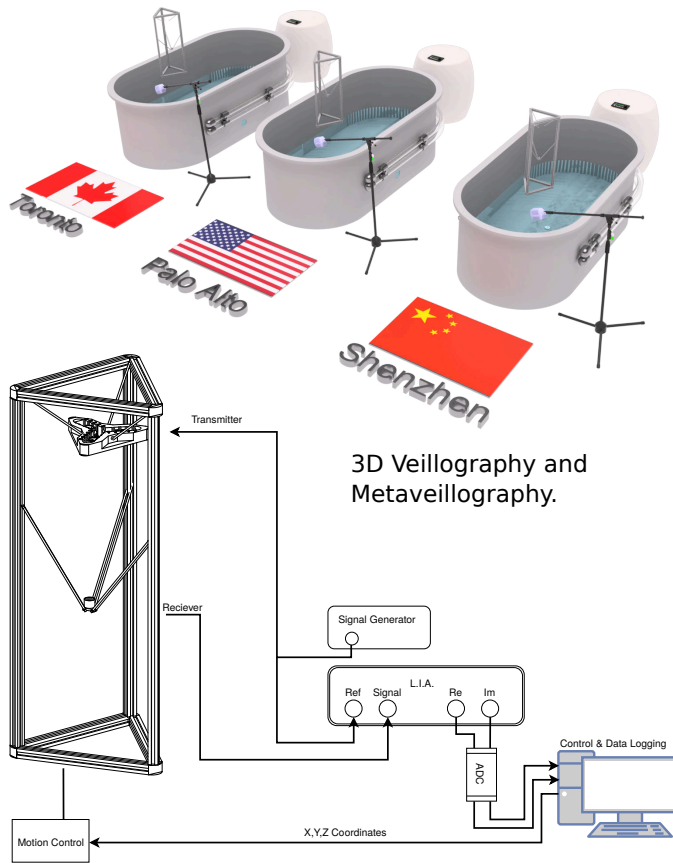 Toronto
Palo Alto
Shenzhen
3D Veillography and
Metaveillography.
Transmitter
Reciever
Signal Generator
L.I.A.
Ref Signal Re Im
ADC
Control & Data Logging
X,Y,Z Coordinates
Motion Control